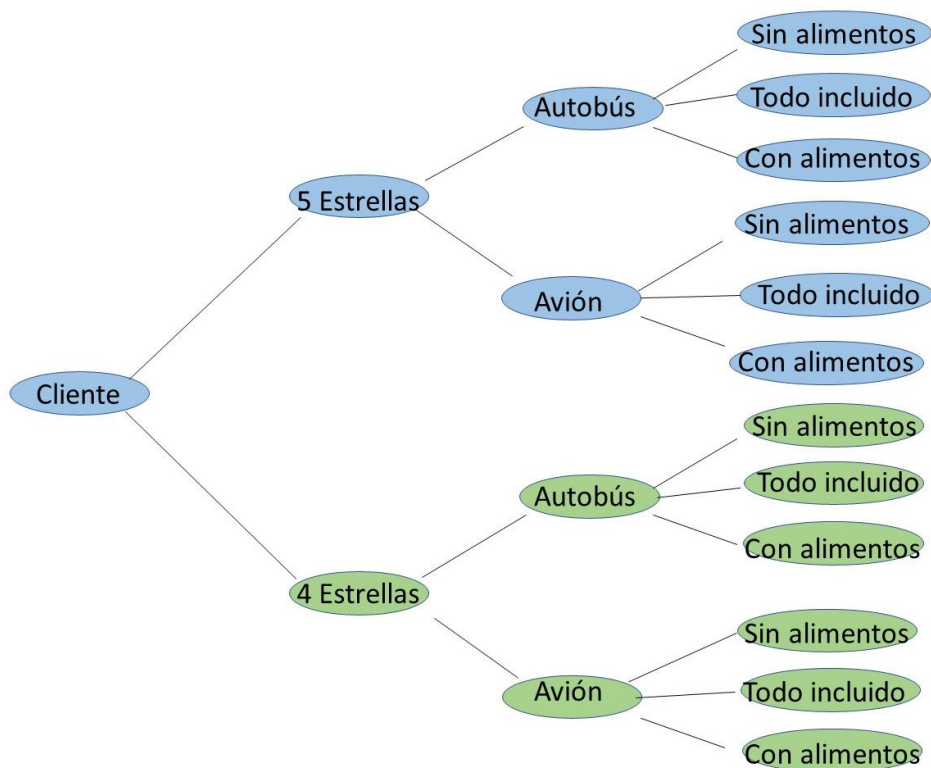 Sin alimentos
Autobús
Todo incluido
Con alimentos
5 Estrellas
Sin alimentos
Avión
Todo incluido
Con alimentos
Cliente
Sin alimentos
Autobús
Todo incluido
Con alimentos
4 Estrellas
Sin alimentos
Avión
Todo incluido
Con alimentos